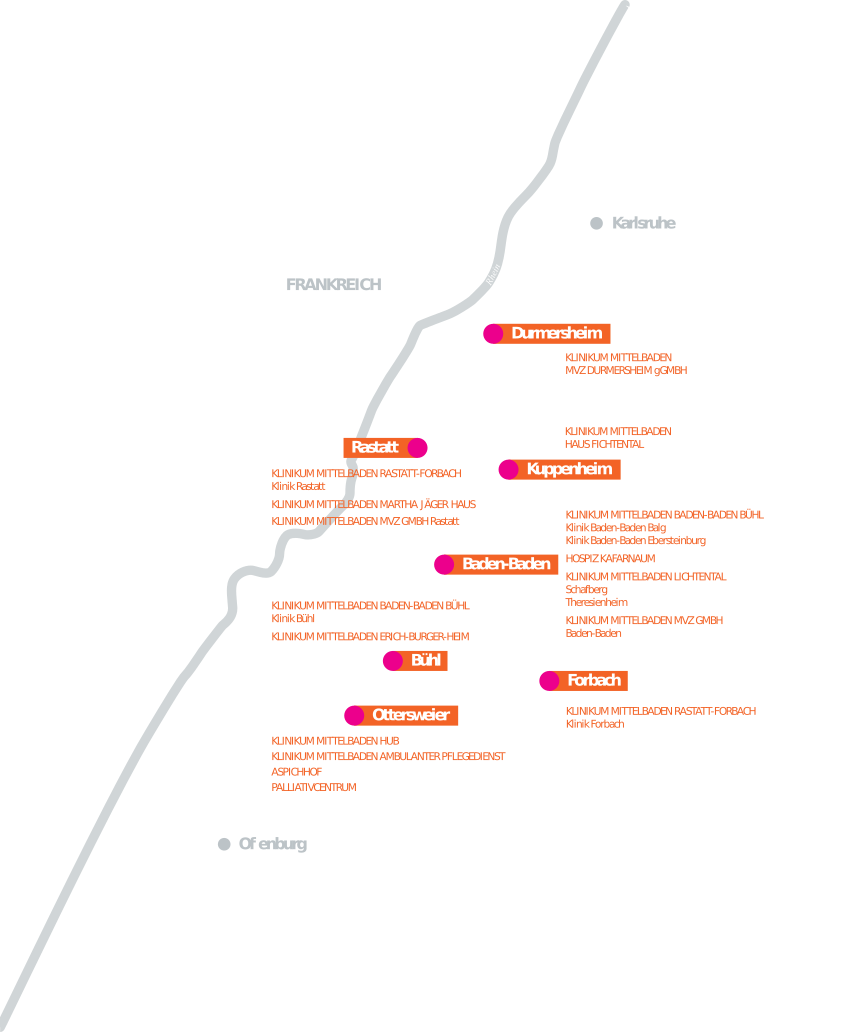 Karlsruhe
Rhein
FRANKREICH
Durmersheim
KLINIKUM MITTELBADEN
MVZ DURMERSHEIM gGMBH
KLINIKUM MITTELBADEN
HAUS FICHTENTAL
Kuppenheim
Rastatt
KLINIKUM MITTELBADEN RASTATT-FORBACH
Klinik Rastatt
KLINIKUM MITTELBADEN MARTHA JÄGER HAUS
KLINIKUM MITTELBADEN MVZ GMBH Rastatt
KLINIKUM MITTELBADEN BADEN-BADEN BÜHL
Klinik Baden-Baden Balg
Klinik Baden-Baden Ebersteinburg
HOSPIZ KAFARNAUM
KLINIKUM MITTELBADEN LICHTENTAL
Schafberg
Theresienheim
KLINIKUM MITTELBADEN MVZ GMBH
Baden-Baden
Baden-Baden
KLINIKUM MITTELBADEN BADEN-BADEN BÜHL
Klinik Bühl
KLINIKUM MITTELBADEN ERICH-BURGER-HEIM
Bühl
Forbach
KLINIKUM MITTELBADEN RASTATT-FORBACH
Klinik Forbach
Ottersweier
KLINIKUM MITTELBADEN HUB
KLINIKUM MITTELBADEN AMBULANTER PFLEGEDIENST
ASPICHHOF
PALLIATIVCENTRUM
Of enburg